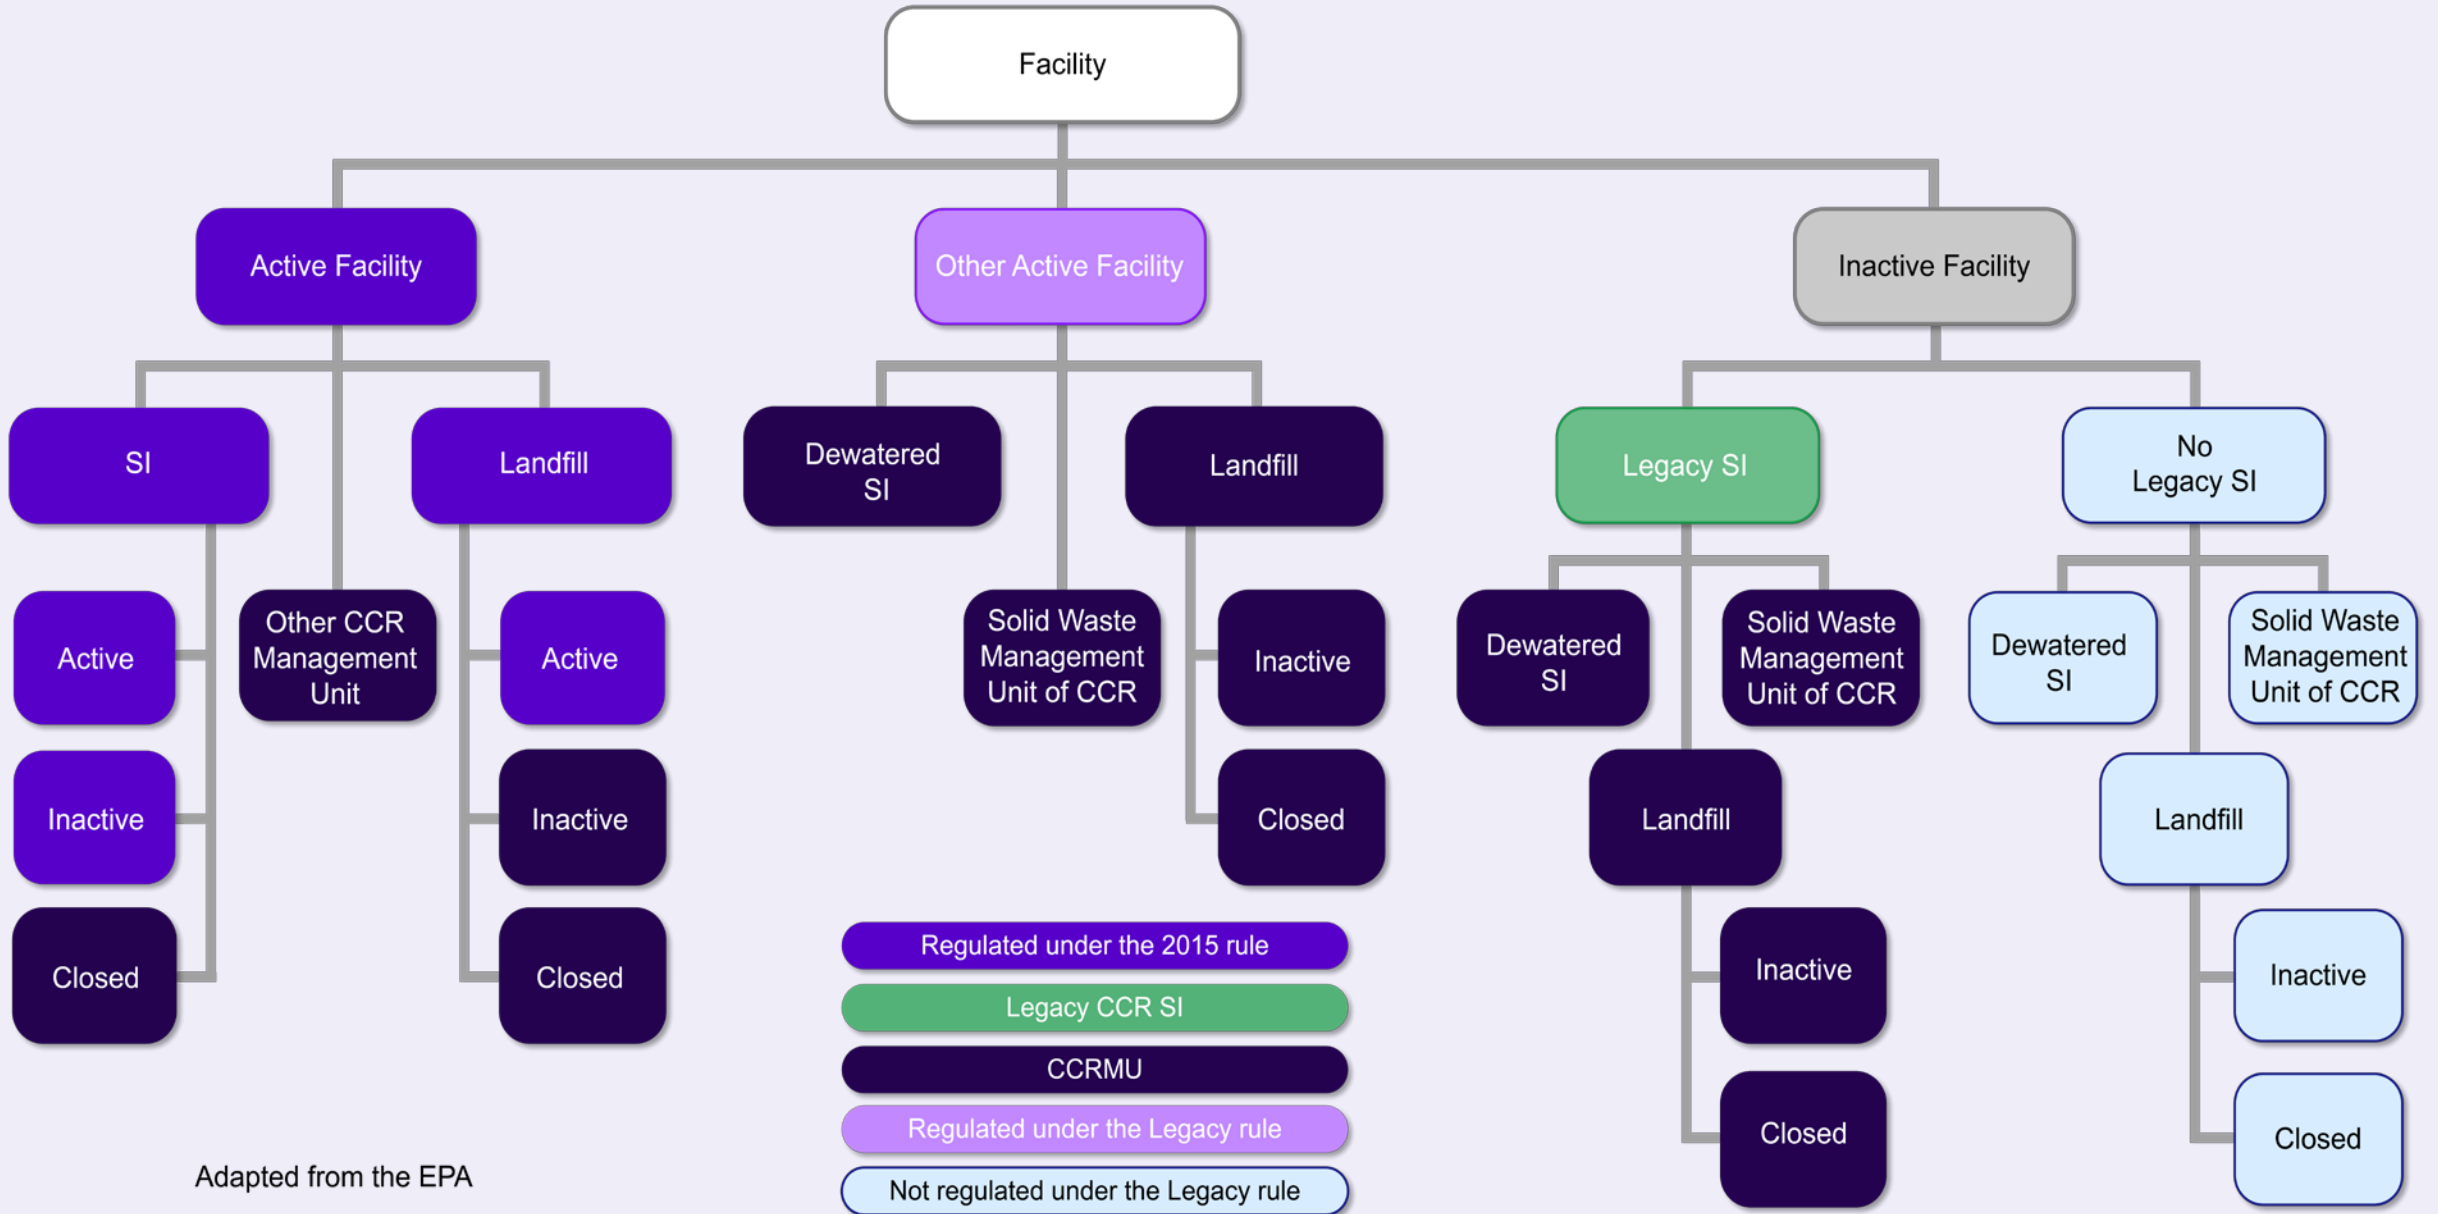 Facility
Active Facility
Other Active Facility
Inactive Facility
SI
Landfill
Dewatered
SI
Landfill
Legacy SI
No
Legacy SI
Active
Other CCR
Management
Unit
Active
Solid Waste
Management
Unit of CCR
Inactive
Dewatered
SI
Solid Waste
Management
Unit of CCR
Dewatered
SI
Solid Waste
Management
Unit of CCR
Inactive
Inactive
Closed
Landfill
Landfill
Closed
Closed
Inactive
Inactive
Closed
Closed
Regulated under the 2015 rule
Legacy CCR SI
CCRMU
Regulated under the Legacy rule
Not regulated under the Legacy rule
Adapted from the EPA